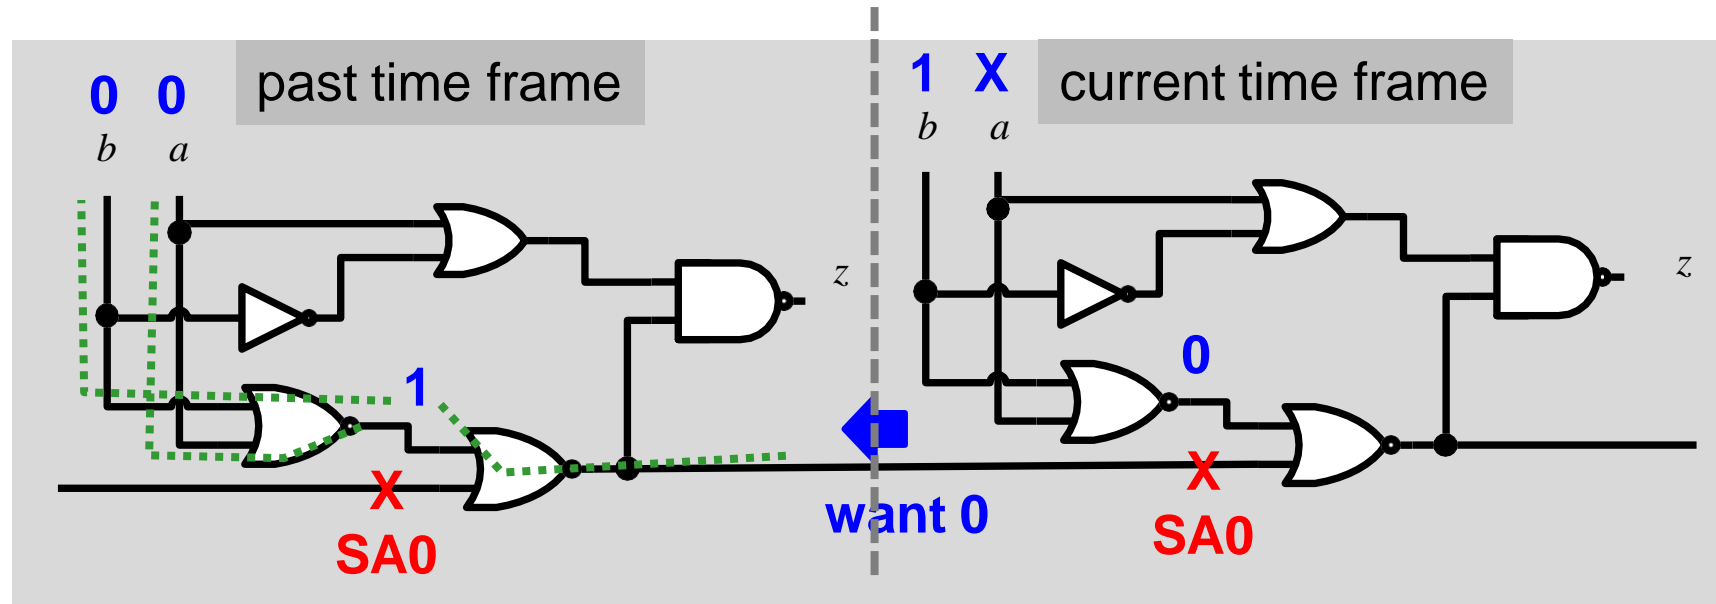 past time frame
0 0
b a
1
X
SA0
z
want 0
current time frame
1 X
b a
0
X
SA0
z